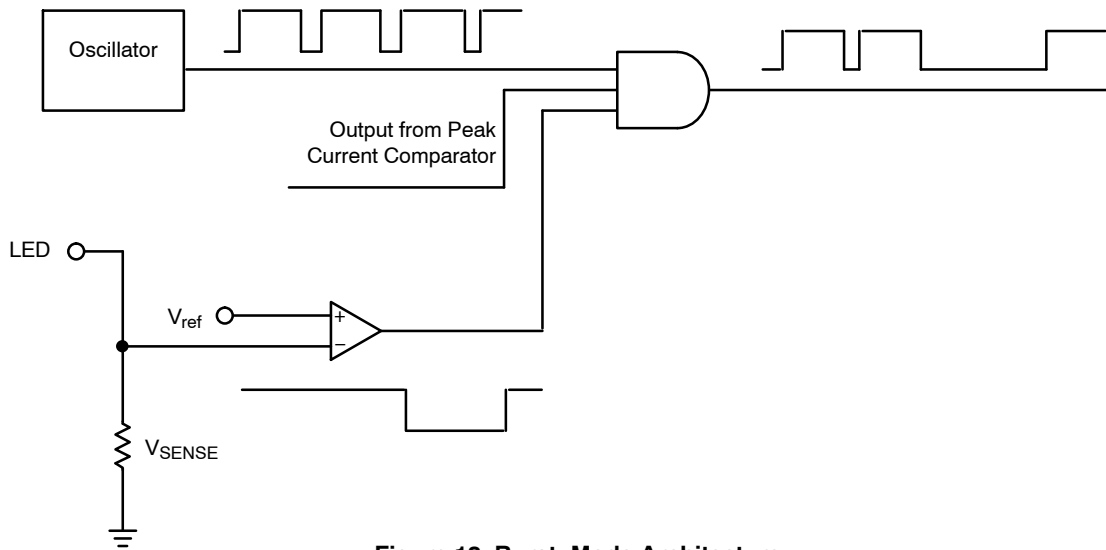 Oscillator
Output from Peak
Current Comparator
LED
Vref
+
−
VSENSE